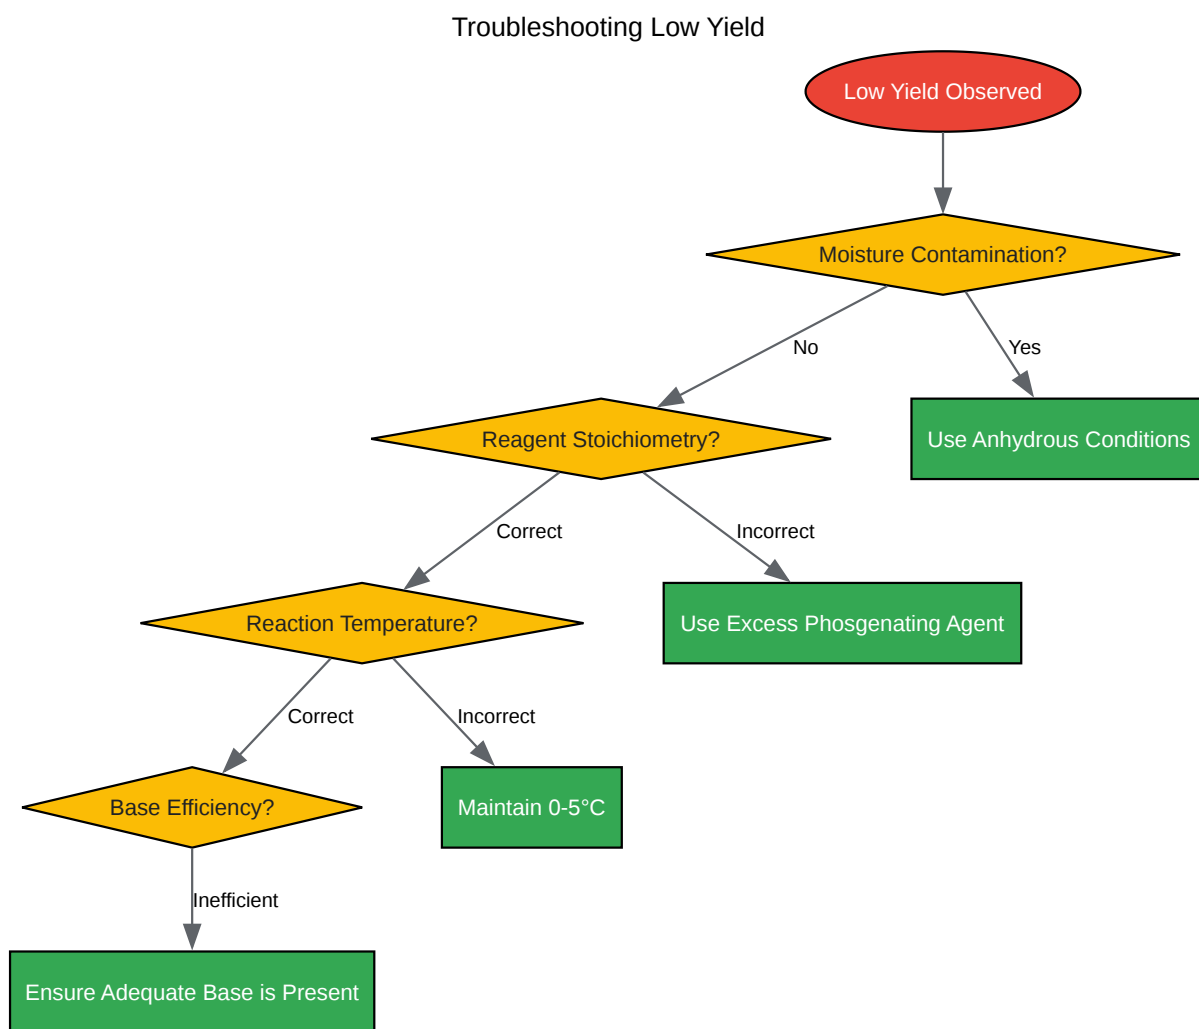 Troubleshooting Low Yield
Low Yield Observed
Moisture Contamination?
No
Yes
Reagent Stoichiometry?
Use Anhydrous Conditions
Correct
Incorrect
Reaction Temperature?
Use Excess Phosgenating Agent
Correct
Incorrect
Base Efficiency?
Maintain 0-5°C
Inefficient
Ensure Adequate Base is Present